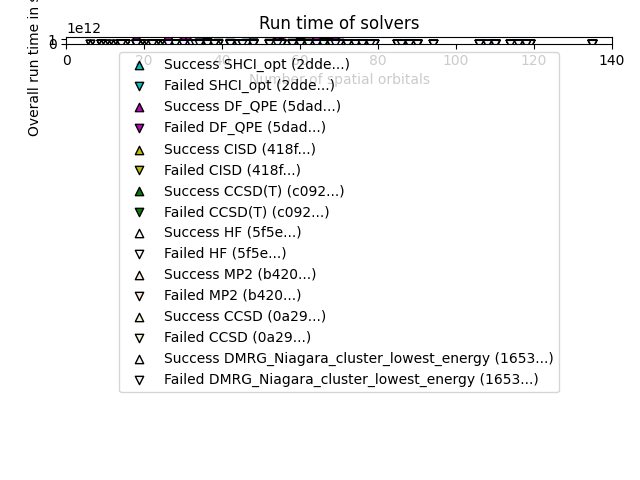 Run time of solvers
1e12
1
0
Overall run time in s
0 20 40 60 80 100 120 140
Number of spatial orbitals
Success SHCI_opt (2dde...)
Failed SHCI_opt (2dde...)
Success DF_QPE (5dad...)
Failed DF_QPE (5dad...)
Success CISD (418f...)
Failed CISD (418f...)
Success CCSD(T) (c092...)
Failed CCSD(T) (c092...)
Success HF (5f5e...)
Failed HF (5f5e...)
Success MP2 (b420...)
Failed MP2 (b420...)
Success CCSD (0a29...)
Failed CCSD (0a29...)
Success DMRG_Niagara_cluster_lowest_energy (1653...)
Failed DMRG_Niagara_cluster_lowest_energy (1653...)